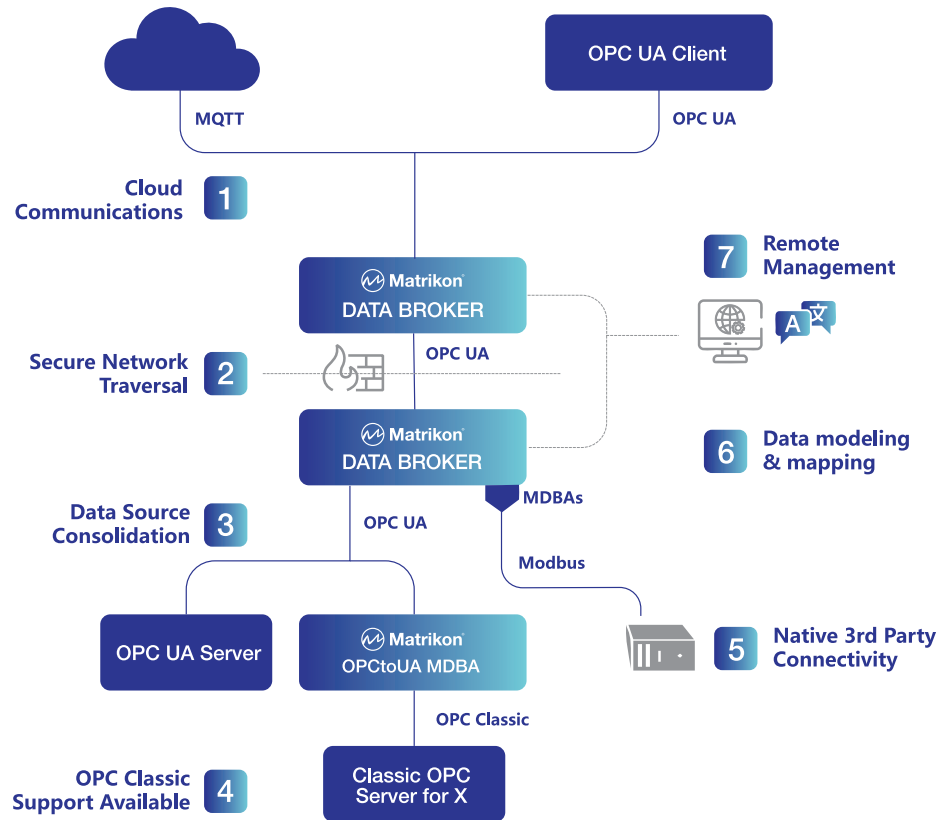 OPC UA Client
MQTT
OPC UA
Cloud
Communications
1
7
Remote
Management
Matrikon®
DATA BROKER
A 文
OPC UA
Secure Network
Traversal
2
Matrikon®
DATA BROKER
6
Data modeling
& mapping
MDBAs
Data Source
Consolidation
3
OPC UA
Modbus
OPC UA Server
Matrikon®
OPCtoUA MDBA
5
Native 3rd Party
Connectivity
OPC Classic
OPC Classic
Support Available
4
Classic OPC
Server for X